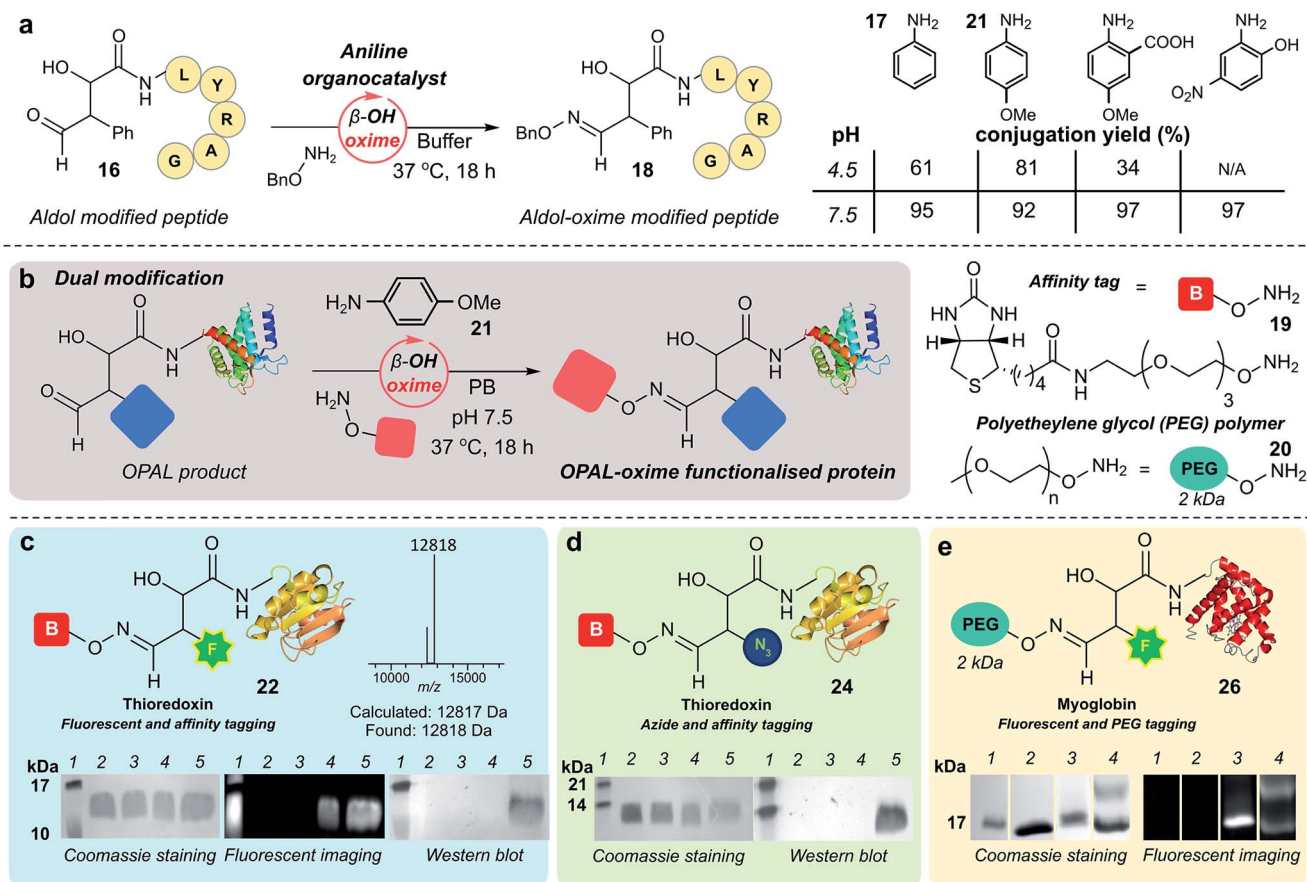 a
O
HO
N
H
L
Y
R
A
G
O
H
Ph
16
Aldol modified peptide
Aniline
organocatalyst
β-OH
oxime
Buffer
NH2
BnO
37 ºC, 18 h
O
HO
N
H
L
Y
R
A
G
N
BnO
H
Ph
18
Aldol-oxime modified peptide
17 NH2
21 NH2
OMe
NH2
COOH
OMe
NH2
OH
NO2
pH conjugation yield (%)
4.5 61 81 34 N/A
7.5 95 92 97 97
b Dual modification
O
HO
N
H
O
H
OPAL product
H2N
OMe
21
β-OH
oxime
PB
H2N
O
pH 7.5
37 ºC, 18 h
O
HO
N
H
N
O
H
OPAL-oxime functionalised protein
Affinity tag = B O NH2
19
O
HN NH
H H
S
4
O
N
H
O
3
O NH2
Polyetheylene glycol (PEG) polymer
20
O
n
O NH2 = PEG O NH2
2 kDa
c
O
HO
N
H
B
O
N
H
F
22
Thioredoxin
Fluorescent and affinity tagging
12818
10000 15000
m/z
Calculated: 12817 Da
Found: 12818 Da
kDa 1 2 3 4 5 1 2 3 4 5 1 2 3 4 5
17
10
Coomassie staining Fluorescent imaging Western blot
d
O
HO
N
H
B
O
N
H
N3
24
Thioredoxin
Azide and affinity tagging
kDa 1 2 3 4 5 1 2 3 4 5
21
14
Coomassie staining Western blot
e
O
HO
N
H
PEG
2 kDa
O
N
H
F
26
Myoglobin
Fluorescent and PEG tagging
kDa 1 2 3 4 1 2 3 4
17
Coomassie staining Fluorescent imaging